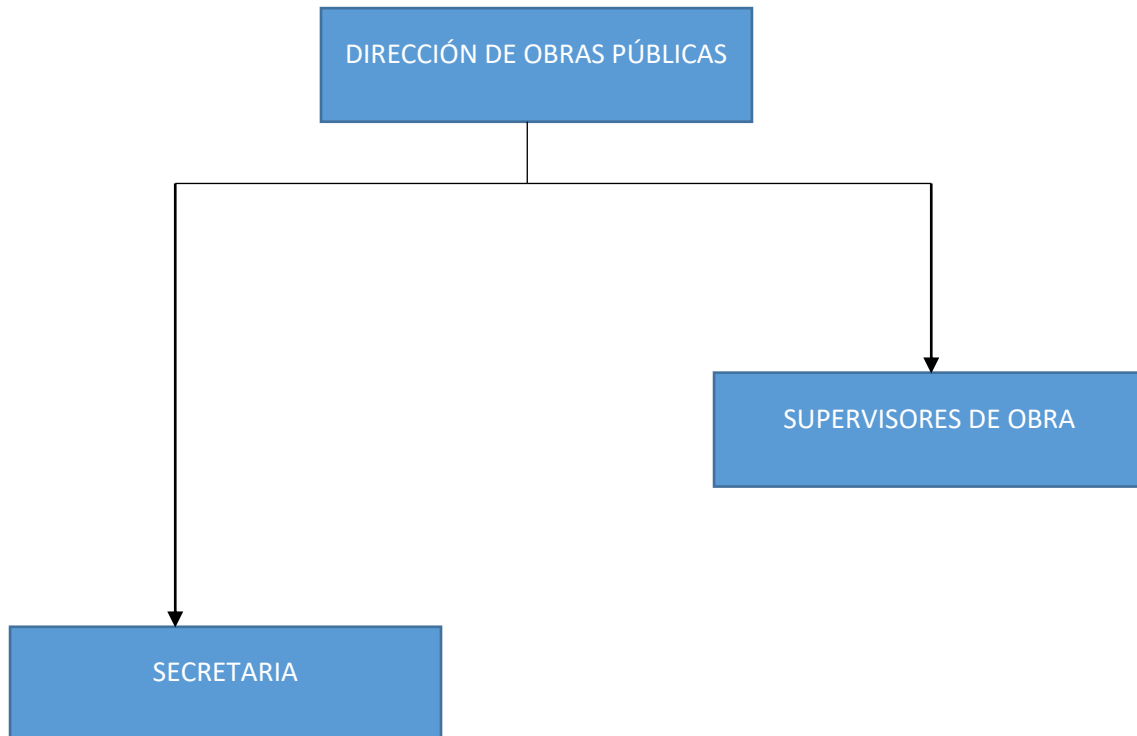 DIRECCIÓN DE OBRAS PÚBLICAS
SUPERVISORES DE OBRA
SECRETARIA